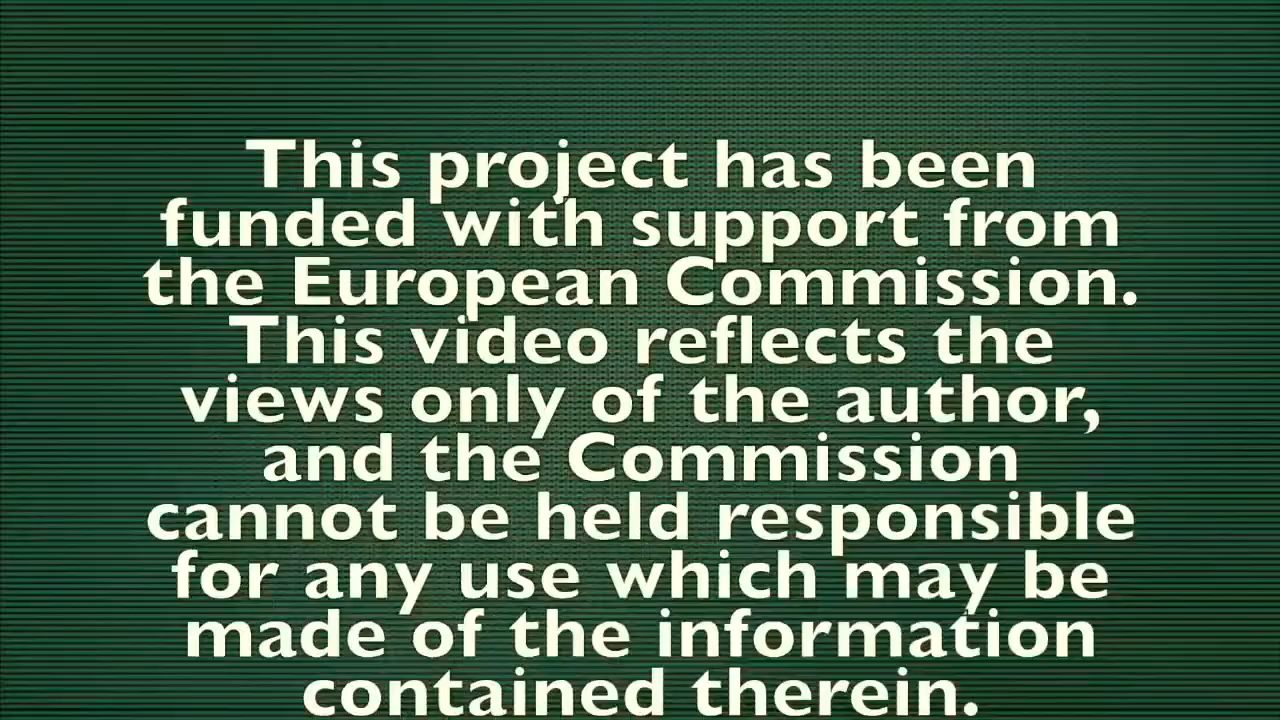 This project has been
funded with support from
the European Commission.
This video reflects the
views only of the author,
and the Commission
cannot be held responsible
for any use which may be
made of the information
contained therein.